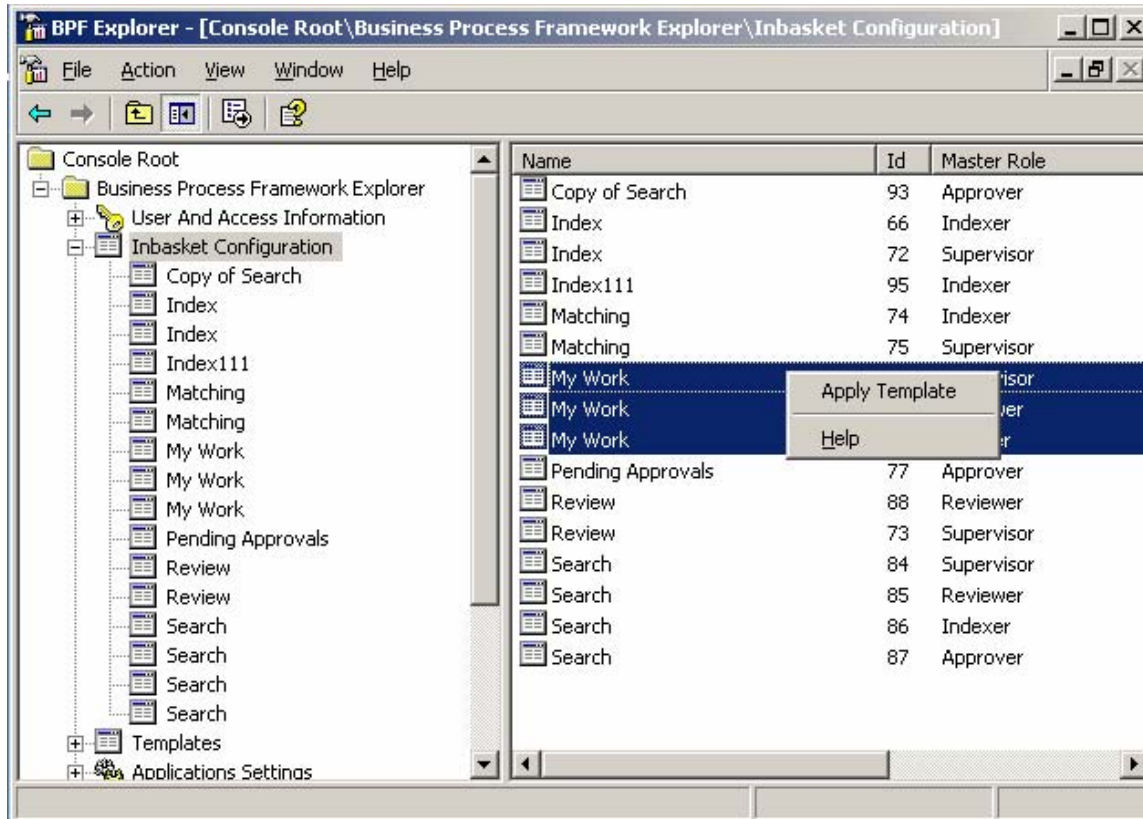 BPF Explorer - [Console Root\Business Process Framework Explorer\Inbasket Configuration]
File Action View Window Help
Console Root
Business Process Framework Explorer
User And Access Information
Inbasket Configuration
Copy of Search
Index
Index
Index111
Matching
Matching
My Work
My Work
My Work
Pending Approvals
Review
Review
Search
Search
Search
Search
Templates
Applications Settings
Name Id Master Role
Copy of Search 93 Approver
Index 66 Indexer
Index 72 Supervisor
Index111 95 Indexer
Matching 74 Indexer
Matching 75 Supervisor
My Work
My Work
My Work
Apply Template
Help
Pending Approvals 77 Approver
Review 88 Reviewer
Review 73 Supervisor
Search 84 Supervisor
Search 85 Reviewer
Search 86 Indexer
Search 87 Approver